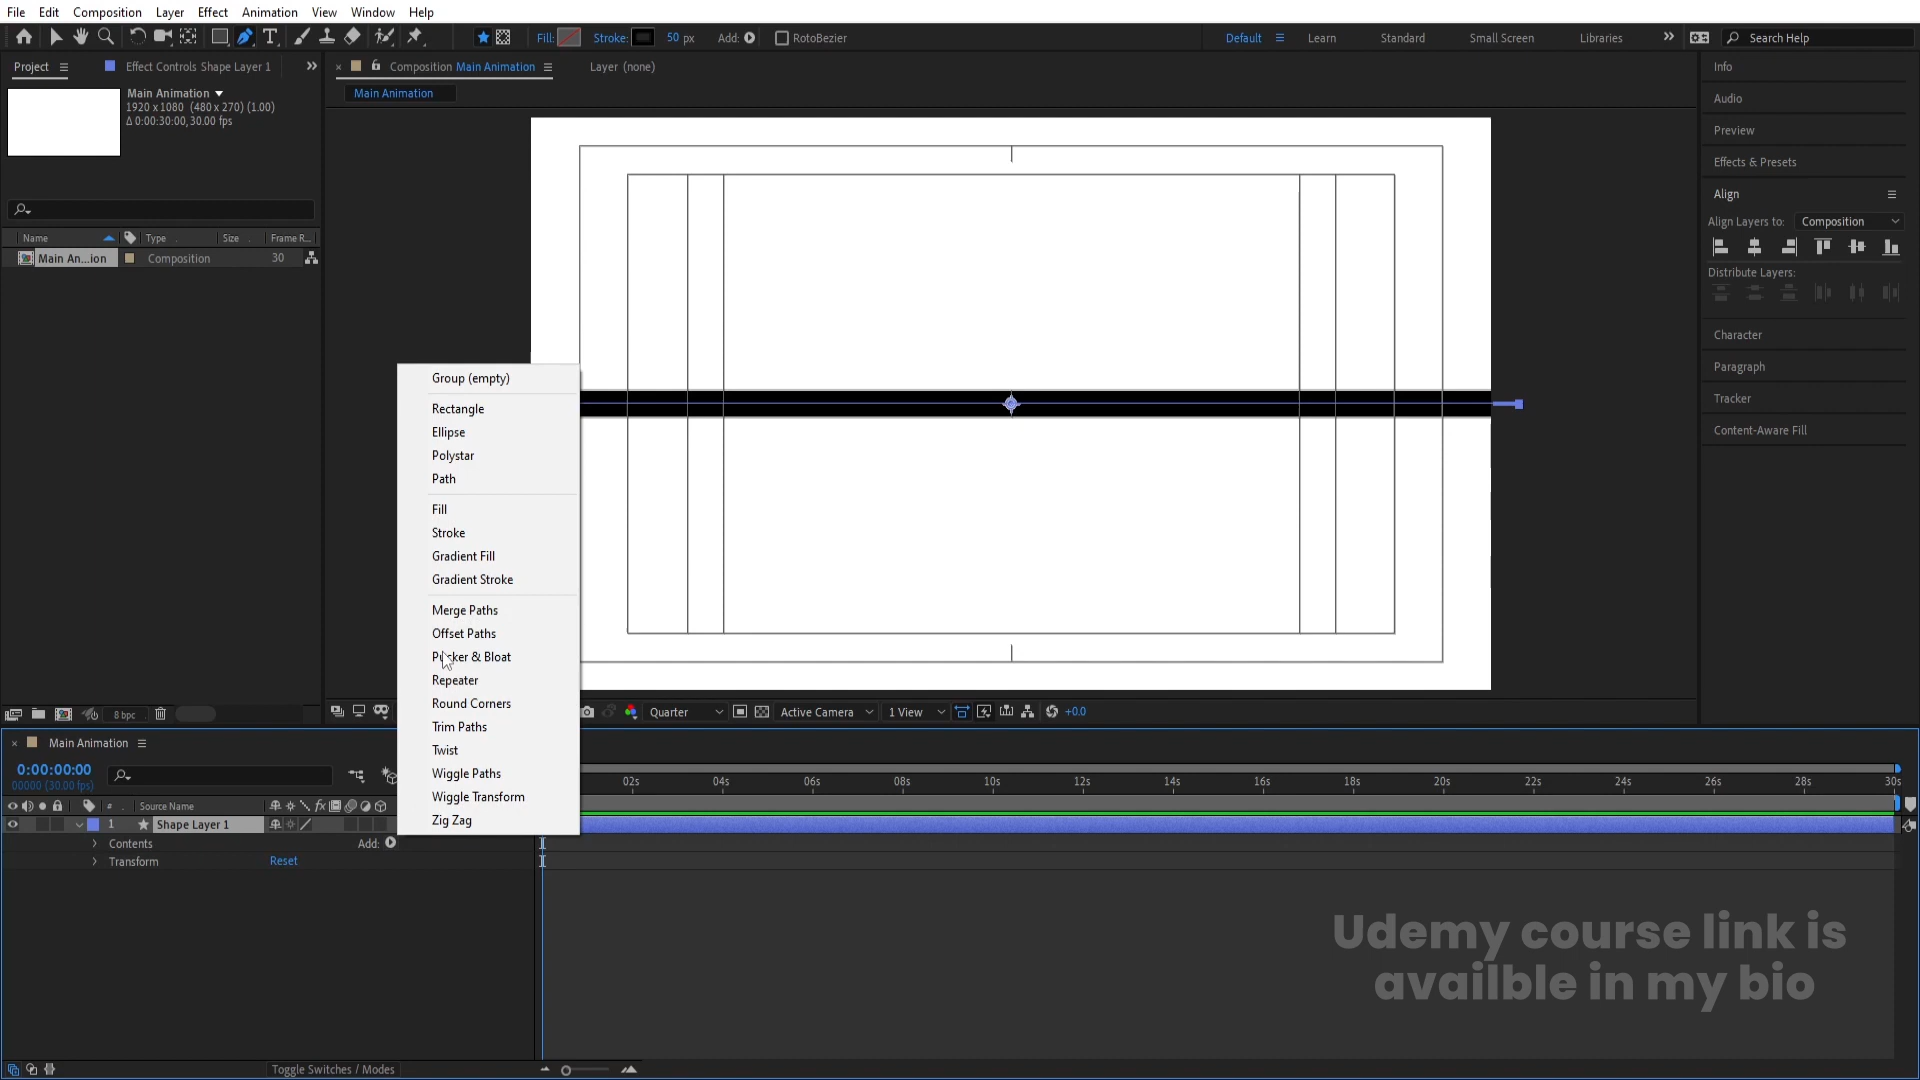 File Edit Composition Layer Effect Animation View Window Help
Fill: Stroke: 50 px Add: RotoBezier Default Learn Standard Small Screen Libraries Search Help
Project Effect Controls Shape Layer 1 Composition Main Animation Layer (none) Info
Main Animation
Main Animation
1920 x 1080 (480 x 270) (1.00)
Δ 0:00:30:00, 30.00 fps
Audio
Preview
Effects & Presets
Align
Align Layers to: Composition
Name Type Size Frame R...
Main An...ion Composition 30
Distribute Layers:
Character
Paragraph
Tracker
Content-Aware Fill
Group (empty)
Rectangle
Ellipse
Polystar
Path
Fill
Stroke
Gradient Fill
Gradient Stroke
Merge Paths
Offset Paths
Pucker & Bloat
Repeater
Round Corners
Trim Paths
Twist
Wiggle Paths
Wiggle Transform
Zig Zag
8 bpc Quarter Active Camera 1 View +0.0
Main Animation
0:00:00:00
00000 (30.00 fps)
02s 04s 06s 08s 10s 12s 14s 16s 18s 20s 22s 24s 26s 28s 30s
# Source Name fx
1 Shape Layer 1
Contents Add:
Transform Reset
Udemy course link is
availble in my bio
Toggle Switches / Modes